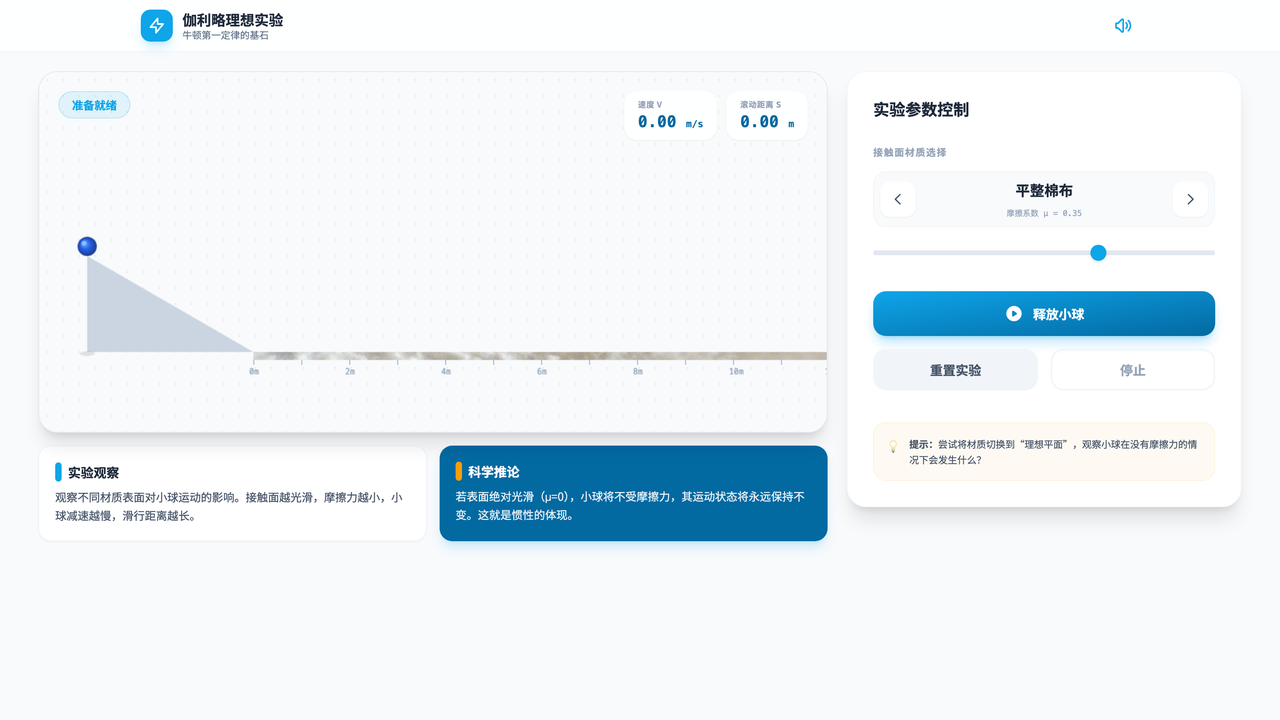 伽利略理想实验
牛顿第一定律的基石
准备就绪
速度 V
0.00 m/s
滚动距离 S
0.00 m
0m
2m
4m
6m
8m
10m
实验观察
观察不同材质表面对小球运动的影响。接触面越光滑，摩擦力越小，小
球减速越慢，滑行距离越长。
科学推论
若表面绝对光滑（μ=0），小球将不受摩擦力，其运动状态将永远保持不
变。这就是惯性的体现。
实验参数控制
接触面材质选择
平整棉布
摩擦系数 μ = 0.35
释放小球
重置实验
停止
提示：尝试将材质切换到“理想平面”，观察小球在没有摩擦力的情
况下会发生什么？